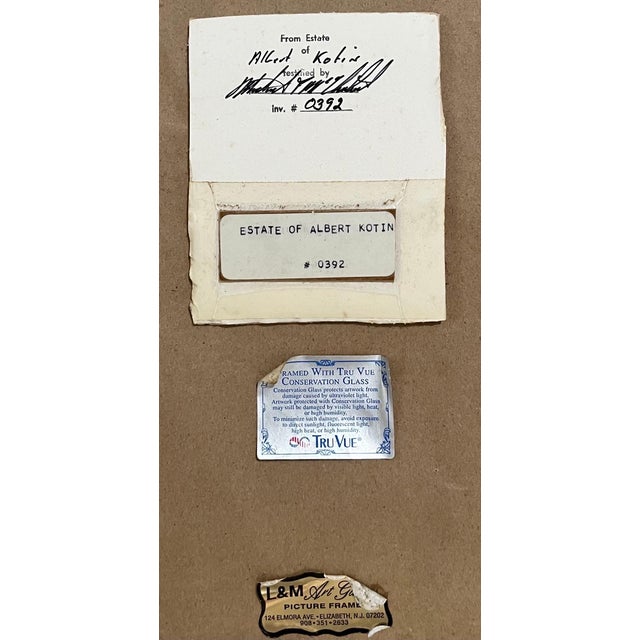 From Estate
of
Albert Kotin
testified by
Inv. # 0392
ESTATE OF ALBERT KOTIN
# 0392
RAMED WITH TRU VUE
CONSERVATION GLASS
Conservation Glass protects artwork from
damage caused by ultraviolet light.
Artwork protected with Conservation Glass
may still be damaged by visible light, heat,
or high humidity.
To minimize such damage, avoid exposure
to direct sunlight, fluorescent light,
high heat, or high humidity.
TRU VUE®
L&M Art
PICTURE FRAME
124 ELMORA AVE.•ELIZABETH, N.J. 07202
908•351•2633